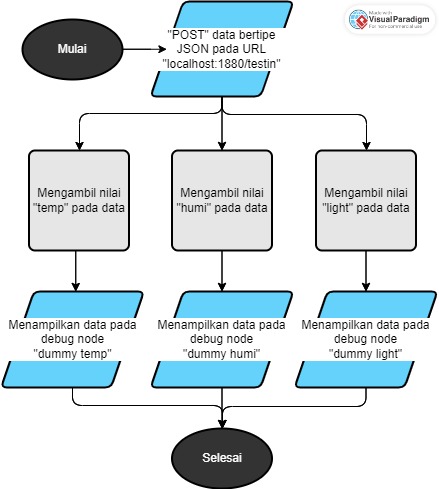 Made with
Visual Paradigm
For non-commercial use
Mulai
"POST" data bertipe
JSON pada URL
"localhost:1880/testin"
Mengambil nilai
"temp" pada data
Mengambil nilai
"humi" pada data
Mengambil nilai
"light" pada data
Menampilkan data pada
debug node
"dummy temp"
Menampilkan data pada
debug node
"dummy humi"
Menampilkan data pada
debug node
"dummy light"
Selesai